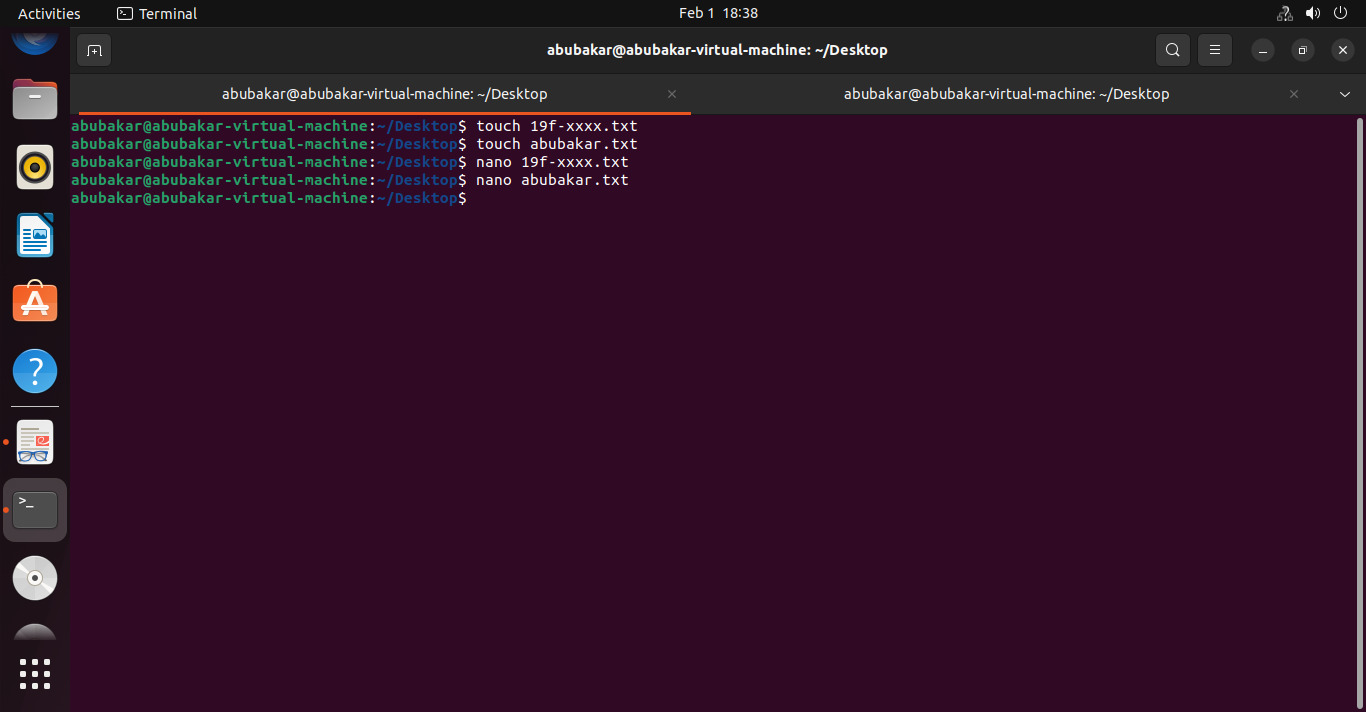 Activities
Terminal
Feb 1 18:38
abubakar@abubakar-virtual-machine: ~/Desktop
abubakar@abubakar-virtual-machine: ~/Desktop
abubakar@abubakar-virtual-machine: ~/Desktop
abubakar@abubakar-virtual-machine:~/Desktop$ touch 19f-xxxx.txt
abubakar@abubakar-virtual-machine:~/Desktop$ touch abubakar.txt
abubakar@abubakar-virtual-machine:~/Desktop$ nano 19f-xxxx.txt
abubakar@abubakar-virtual-machine:~/Desktop$ nano abubakar.txt
abubakar@abubakar-virtual-machine:~/Desktop$